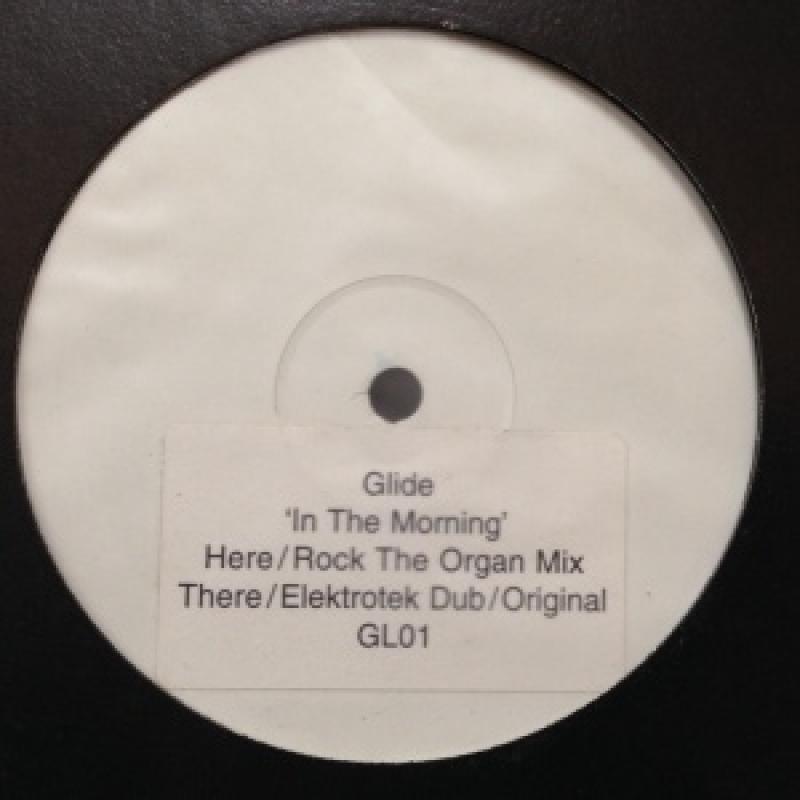 Glide
'In The Morning'
Here/Rock The Organ Mix
There/Elektrotek Dub/Original
GL01